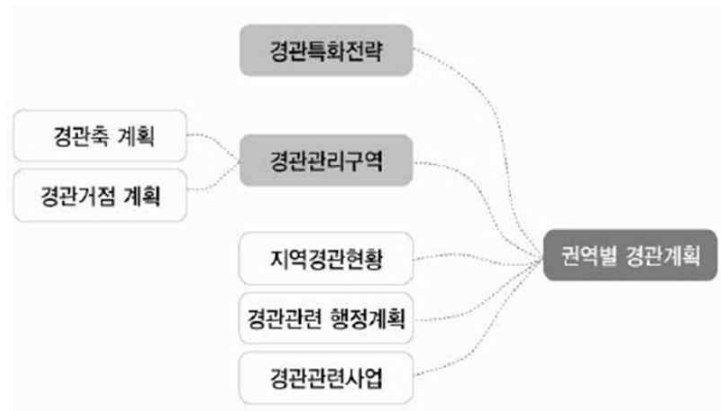 경관특화전략
경관축 계획
경관관리구역
경관거점 계획
지역경관현황
권역별 경관계획
경관관련 행정계획
경관관련사업